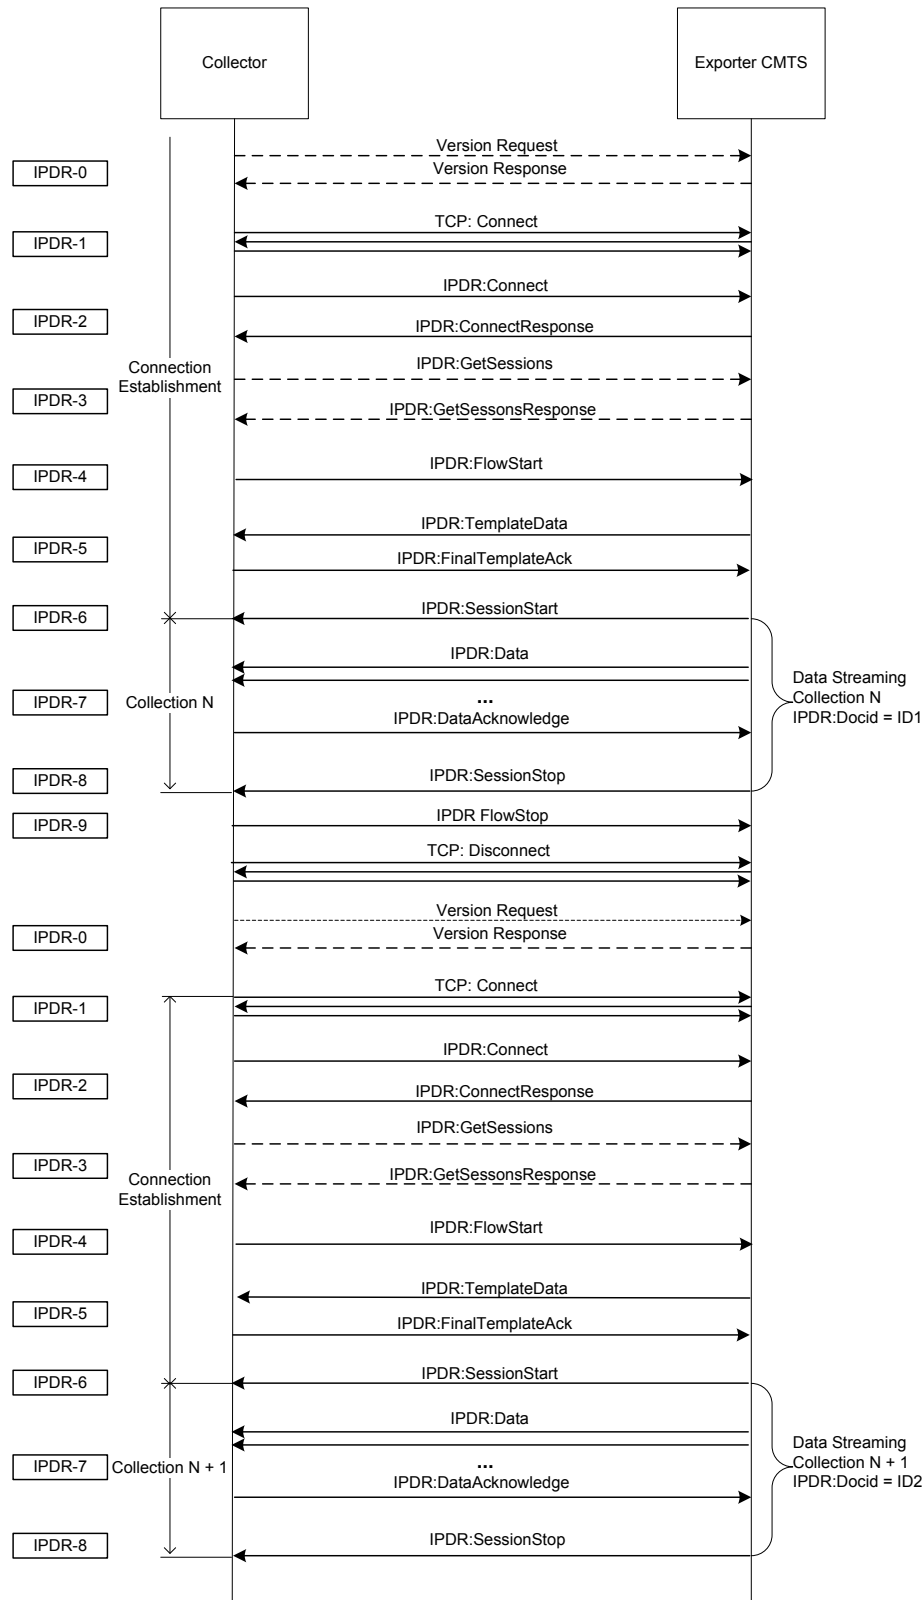 Collector
Exporter CMTS
Version Request
IPDR-0
Version Response
TCP: Connect
IPDR-1
IPDR:Connect
IPDR-2
IPDR:ConnectResponse
Connection
Establishment
IPDR:GetSessions
IPDR-3
IPDR:GetSessonsResponse
IPDR-4
IPDR:FlowStart
IPDR:TemplateData
IPDR-5
IPDR:FinalTemplateAck
IPDR-6
IPDR:SessionStart
IPDR:Data
IPDR-7
Collection N
...
IPDR:DataAcknowledge
Data Streaming
Collection N
IPDR:Docid = ID1
IPDR-8
IPDR:SessionStop
IPDR-9
IPDR FlowStop
TCP: Disconnect
Version Request
IPDR-0
Version Response
TCP: Connect
IPDR-1
IPDR:Connect
IPDR-2
IPDR:ConnectResponse
IPDR:GetSessions
IPDR-3
Connection
Establishment
IPDR:GetSessonsResponse
IPDR-4
IPDR:FlowStart
IPDR:TemplateData
IPDR-5
IPDR:FinalTemplateAck
IPDR-6
IPDR:SessionStart
IPDR:Data
IPDR-7
Collection N + 1
...
IPDR:DataAcknowledge
Data Streaming
Collection N + 1
IPDR:Docid = ID2
IPDR-8
IPDR:SessionStop